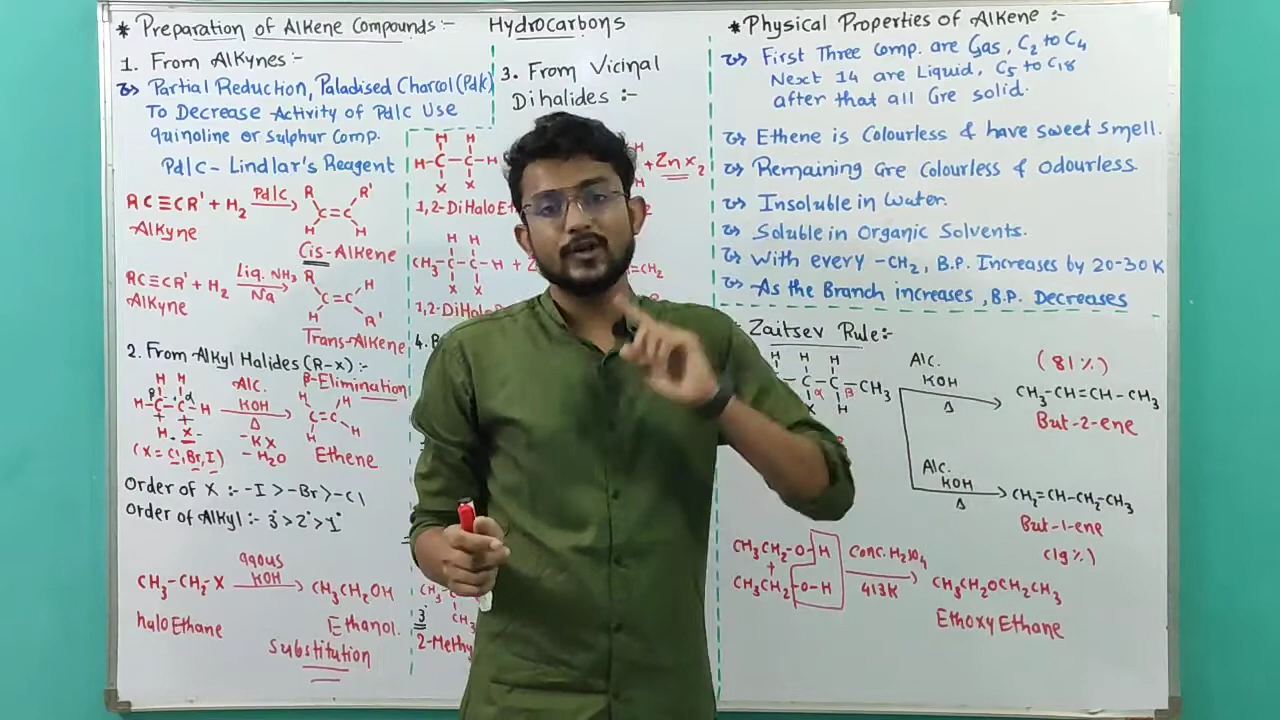 * Preparation of Alkene Compounds:-
1. From Alkynes:-
Partial Reduction, Paladised Charcol (Pd/c)
To Decrease Activity of Pd/c Use
quinoline or Sulphur Comp.
Pd/C - Lindlar's Reagent
RC≡CR' + H2 Pd/C →
R R'
C=C
H H
Alkyne
Cis-Alkene
RC≡CR' + H2 Liq. NH3 Na →
R H
C=C
H R'
Alkyne
Trans-Alkene
2. From Alkyl Halides (R-X):-
β-Elimination
H H
β α
H-C-C-H
H X
Alc. KOH Δ →
-KX
-H2O
H H
C=C
H H
(X=Cl, Br, I)
Ethene
Order of X :- -I > -Br > -Cl
Order of Alkyl :- 3° > 2° > 1°
CH3-CH2-X aqous KOH → CH3CH2OH
haloEthane
Ethanol.
Substitution
Hydrocarbons
3. From Vicinal
Dihalides :-
H H
H-C-C-H
X X
H
+ Zn X2
1,2-DiHalo
H H
CH3-C-C-H +
X X
=CH2
1,2-DiHalo
4.
CH3
3°
CH3
2-Methy
* Physical Properties of Alkene :-
First Three Comp. are Gas, C2 to C4
Next 14 are Liquid, C5 to C18
after that all are solid.
Ethene is Colourless & have sweet smell.
Remaining are Colourless & Odourless
Insoluble in Water.
Soluble in Organic Solvents.
With every -CH2, B.P. Increases by 20-30 K
As the Branch increases, B.P. Decreases
Zaitsev Rule:-
H H H
C-C-CH3
α β
X H
Alc. KOH Δ →
(81%)
CH3-CH=CH-CH3
But-2-ene
Alc. KOH Δ →
CH2=CH-CH2-CH3
But-1-ene
(19%)
CH3CH2-O-H
+
CH3CH2-O-H
Conc. H2SO4
413K
CH3CH2OCH2CH3
EthoxyEthane